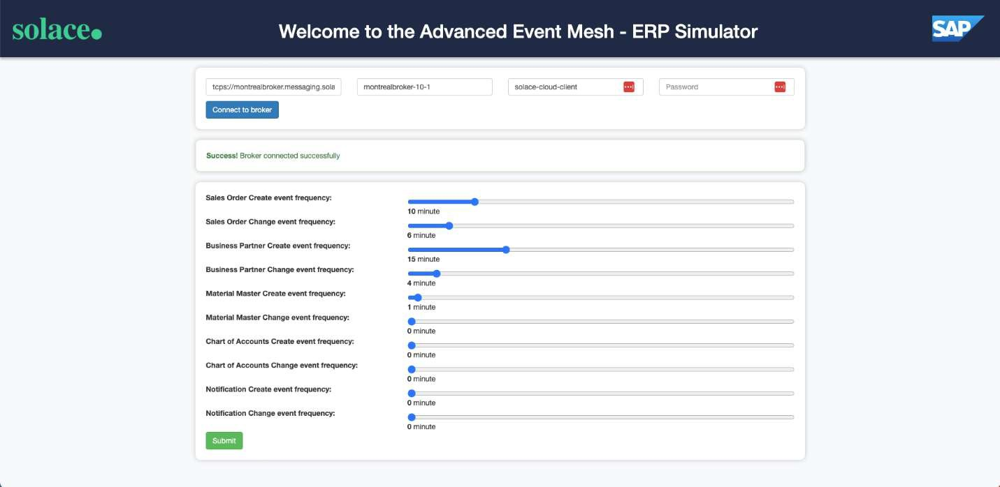 solace
Welcome to the Advanced Event Mesh - ERP Simulator
SAP
tcps://montrealbroker.messaging.sola
montrealbroker-10-1
solace-cloud-client
Password
Connect to broker
Success! Broker connected successfully
Sales Order Create event frequency:
10 minute
Sales Order Change event frequency:
6 minute
Business Partner Create event frequency:
15 minute
Business Partner Change event frequency:
4 minute
Material Master Create event frequency:
1 minute
Material Master Change event frequency:
0 minute
Chart of Accounts Create event frequency:
0 minute
Chart of Accounts Change event frequency:
0 minute
Notification Create event frequency:
0 minute
Notification Change event frequency:
0 minute
Submit